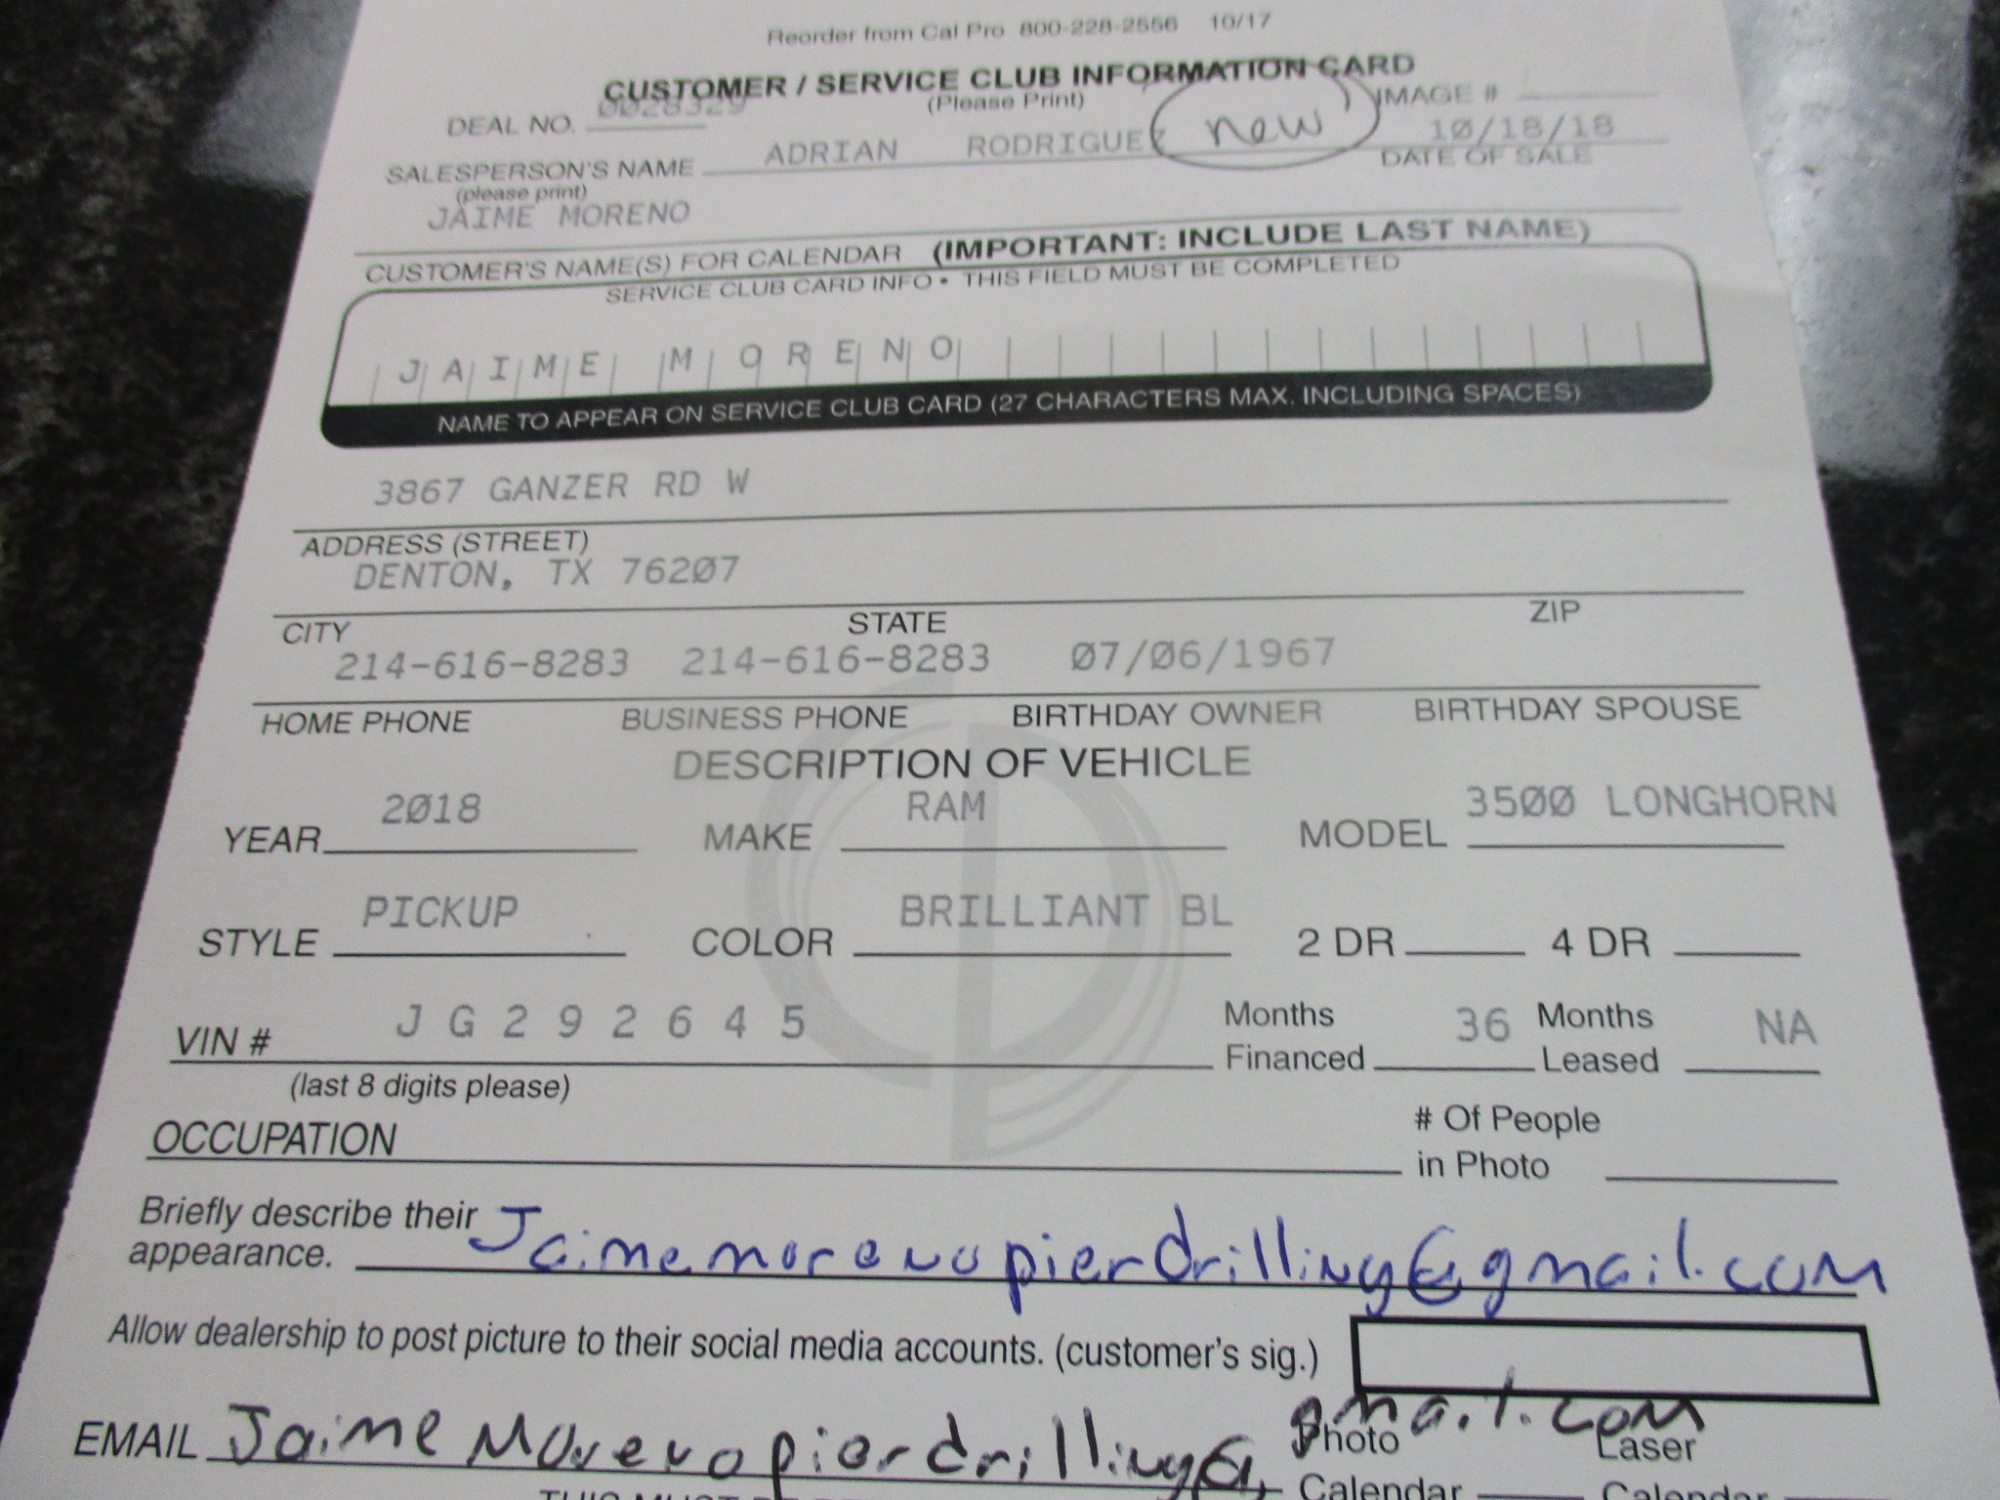 Reorder from Cal Pro 800-228-2556 10/17
CUSTOMER / SERVICE CLUB INFORMATION CARD
(Please Print)
DEAL NO. 0028329
IMAGE #
new
SALESPERSON'S NAME ADRIAN RODRIGUEZ
10/18/18
(please print)
DATE OF SALE
JAIME MORENO
CUSTOMER'S NAME(S) FOR CALENDAR (IMPORTANT: INCLUDE LAST NAME)
SERVICE CLUB CARD INFO • THIS FIELD MUST BE COMPLETED
JAIME MORENO
NAME TO APPEAR ON SERVICE CLUB CARD (27 CHARACTERS MAX. INCLUDING SPACES)
3867 GANZER RD W
ADDRESS (STREET)
DENTON, TX 76207
CITY STATE ZIP
214-616-8283 214-616-8283 07/06/1967
HOME PHONE BUSINESS PHONE BIRTHDAY OWNER BIRTHDAY SPOUSE
DESCRIPTION OF VEHICLE
YEAR 2018 MAKE RAM MODEL 3500 LONGHORN
STYLE PICKUP COLOR BRILLIANT BL 2 DR 4 DR
VIN # JG292645 Months Financed 36 Months Leased NA
(last 8 digits please)
OCCUPATION # Of People in Photo
Briefly describe their appearance. Jaimemorenopierdrilling@gmail.com
Allow dealership to post picture to their social media accounts. (customer's sig.)
EMAIL JaimeMorenopierdrilling@gmail.com
Photo Calendar Laser Calendar